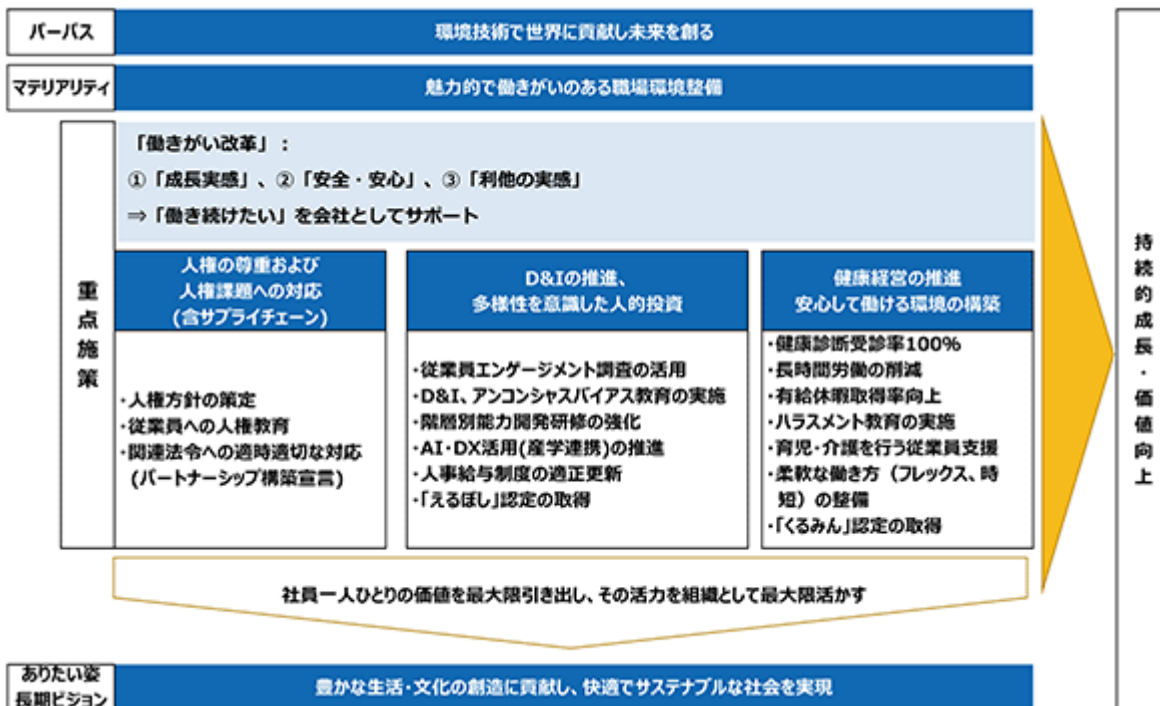 パーパス
環境技術で世界に貢献し未来を創る
マテリアリティ
魅力的で働きがいのある職場環境整備
重点施策
「働きがい改革」：
①「成長実感」、②「安全・安心」、③「利他の実感」
⇒「働き続けたい」を会社としてサポート
人権の尊重および
人権課題への対応
(含サプライチェーン)
・人権方針の策定
・従業員への人権教育
・関連法令への適時適切な対応
(パートナーシップ構築宣言)
D&Iの推進、
多様性を意識した人的投資
・従業員エンゲージメント調査の活用
・D&I、アンコンシャスバイアス教育の実施
・階層別能力開発研修の強化
・AI・DX活用(産学連携)の推進
・人事給与制度の適正更新
・「えるぼし」認定の取得
健康経営の推進
安心して働ける環境の構築
・健康診断受診率100%
・長時間労働の削減
・有給休暇取得率向上
・ハラスメント教育の実施
・育児・介護を行う従業員支援
・柔軟な働き方（フレックス、時
短）の整備
・「くるみん」認定の取得
社員一人ひとりの価値を最大限引き出し、その活力を組織として最大限活かす
ありたい姿
長期ビジョン
豊かな生活・文化の創造に貢献し、快適でサステナブルな社会を実現
持続的成長・価値向上